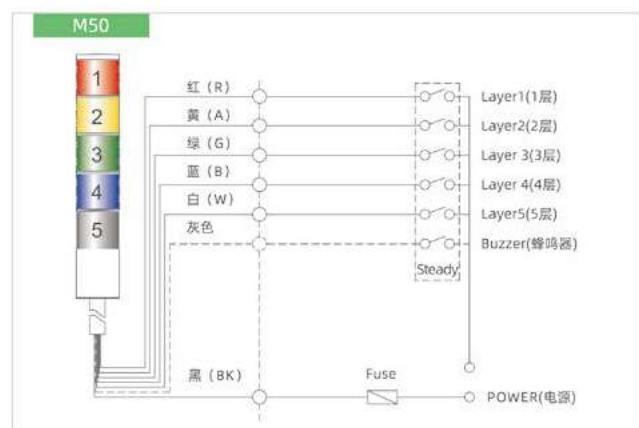 M50
1
2
3
4
5
红（R）
黄（A）
绿（G）
蓝（B）
白（W）
灰色
Layer1(1层)
Layer2(2层)
Layer 3(3层)
Layer 4(4层)
Layer5(5层)
Buzzer(蜂鸣器)
Steady
黑（BK）
Fuse
POWER(电源)